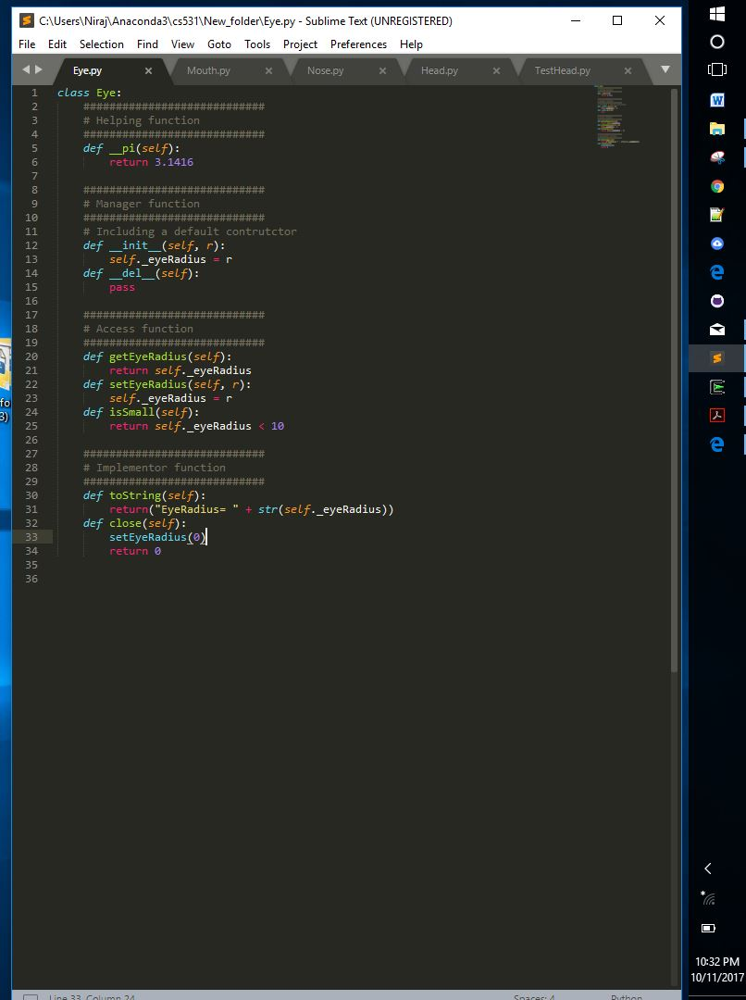 C:\Users\Niraj\Anaconda3\cs531\New_folder\Eye.py - Sublime Text (UNREGISTERED)
File Edit Selection Find View Goto Tools Project Preferences Help
Eye.py Mouth.py Nose.py Head.py TestHead.py
1 class Eye:
2     ############################
3     # Helping function
4     ############################
5     def __pi(self):
6         return 3.1416
7
8     ############################
9     # Manager function
10     ############################
11     # Including a default contrutctor
12     def __init__(self, r):
13         self._eyeRadius = r
14     def __del__(self):
15         pass
16
17     ############################
18     # Access function
19     ############################
20     def getEyeRadius(self):
21         return self._eyeRadius
22     def setEyeRadius(self, r):
23         self._eyeRadius = r
24     def isSmall(self):
25         return self._eyeRadius < 10
26
27     ############################
28     # Implementor function
29     ############################
30     def toString(self):
31         return("EyeRadius= " + str(self._eyeRadius))
32     def close(self):
33         setEyeRadius(0)
34         return 0
35
36
Line 33, Column 24 Spaces: 4 Python
fo
3)
10:32 PM
10/11/2017